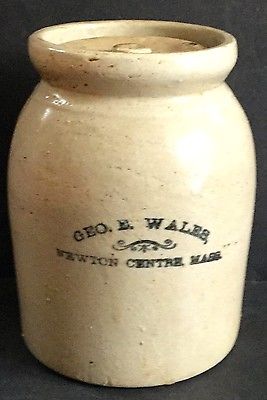 GEO. E. WALES,
NEWTON CENTRE, MASS.